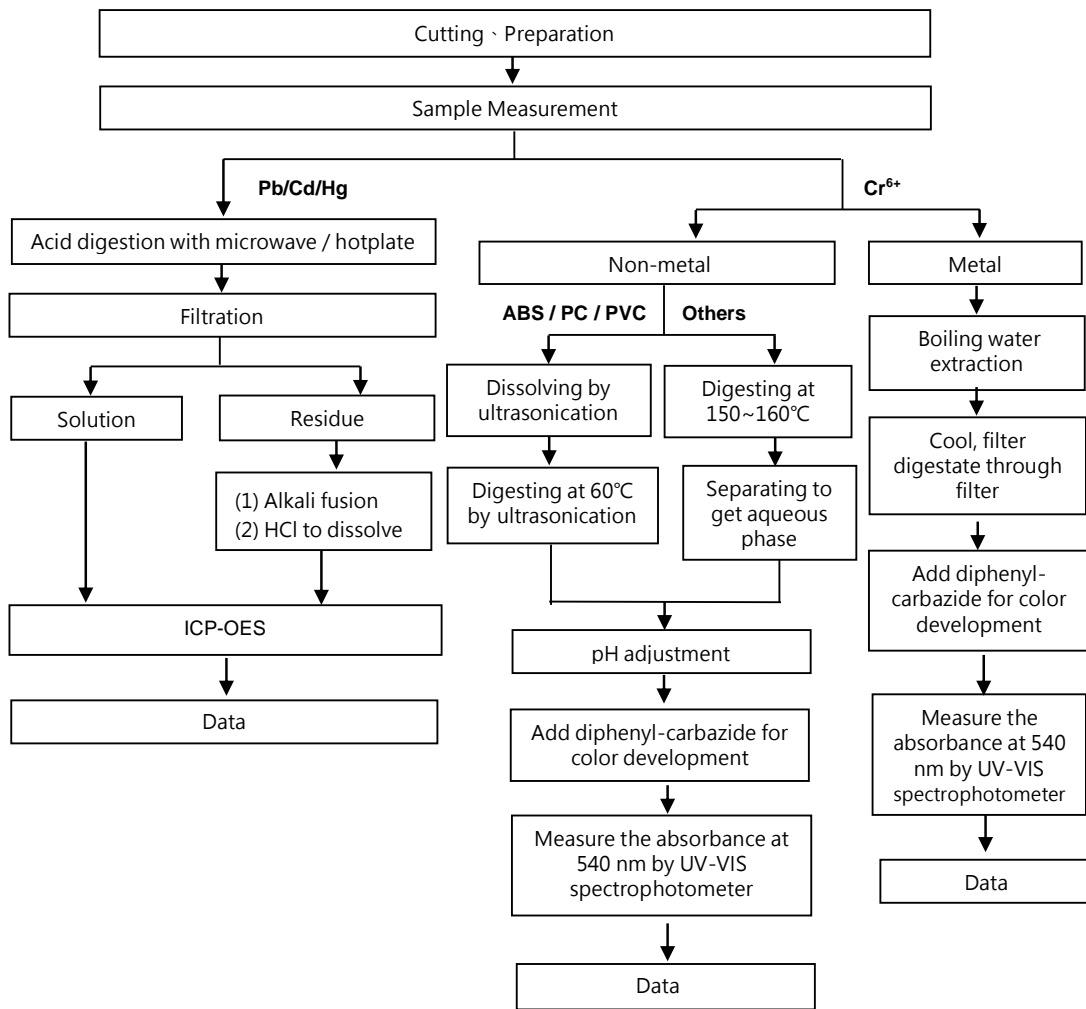 Cutting、Preparation
Sample Measurement
Pb/Cd/Hg
Acid digestion with microwave / hotplate
Filtration
Solution
Residue
(1) Alkali fusion
(2) HCl to dissolve
ICP-OES
Data
Cr⁶⁺
Non-metal
ABS / PC / PVC
Others
Dissolving by
ultrasonication
Digesting at 60℃
by ultrasonication
Digesting at
150~160℃
Separating to
get aqueous
phase
pH adjustment
Add diphenyl-carbazide for
color development
Measure the absorbance at
540 nm by UV-VIS
spectrophotometer
Data
Metal
Boiling water
extraction
Cool, filter
digestate through
filter
Add diphenyl-
carbazide for color
development
Measure the
absorbance at 540
nm by UV-VIS
spectrophotometer
Data